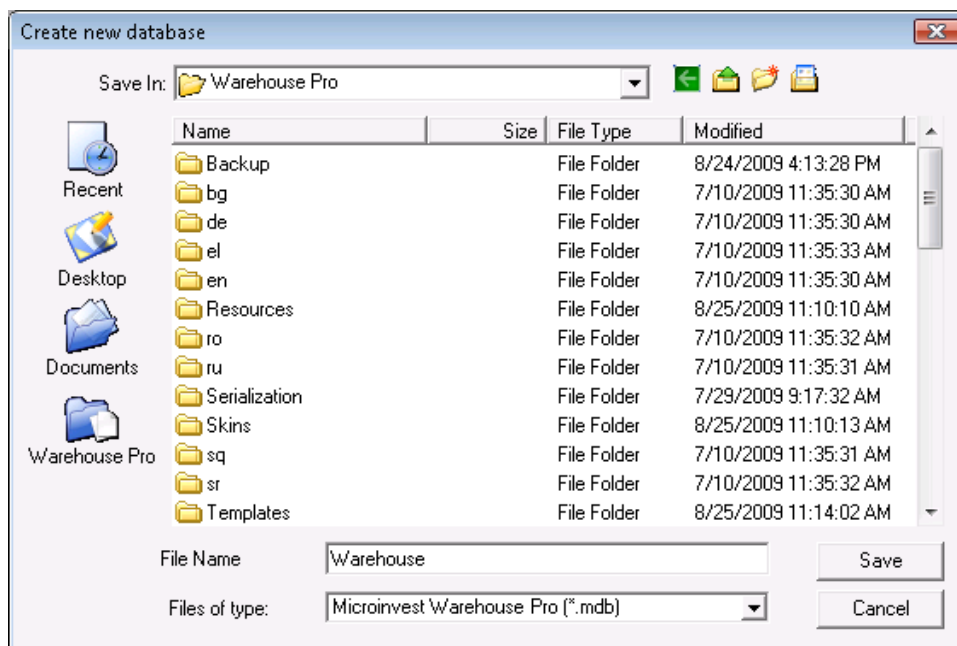 Create new database
Save In: Warehouse Pro
Name Size File Type Modified
Backup File Folder 8/24/2009 4:13:28 PM
bg File Folder 7/10/2009 11:35:30 AM
de File Folder 7/10/2009 11:35:30 AM
el File Folder 7/10/2009 11:35:33 AM
en File Folder 7/10/2009 11:35:30 AM
Resources File Folder 8/25/2009 11:10:10 AM
ro File Folder 7/10/2009 11:35:32 AM
ru File Folder 7/10/2009 11:35:31 AM
Serialization File Folder 7/29/2009 9:17:32 AM
Skins File Folder 8/25/2009 11:10:13 AM
sq File Folder 7/10/2009 11:35:31 AM
sr File Folder 7/10/2009 11:35:32 AM
Templates File Folder 8/25/2009 11:14:02 AM
Recent
Desktop
Documents
Warehouse Pro
File Name Warehouse Save
Files of type: Microinvest Warehouse Pro (*.mdb) Cancel